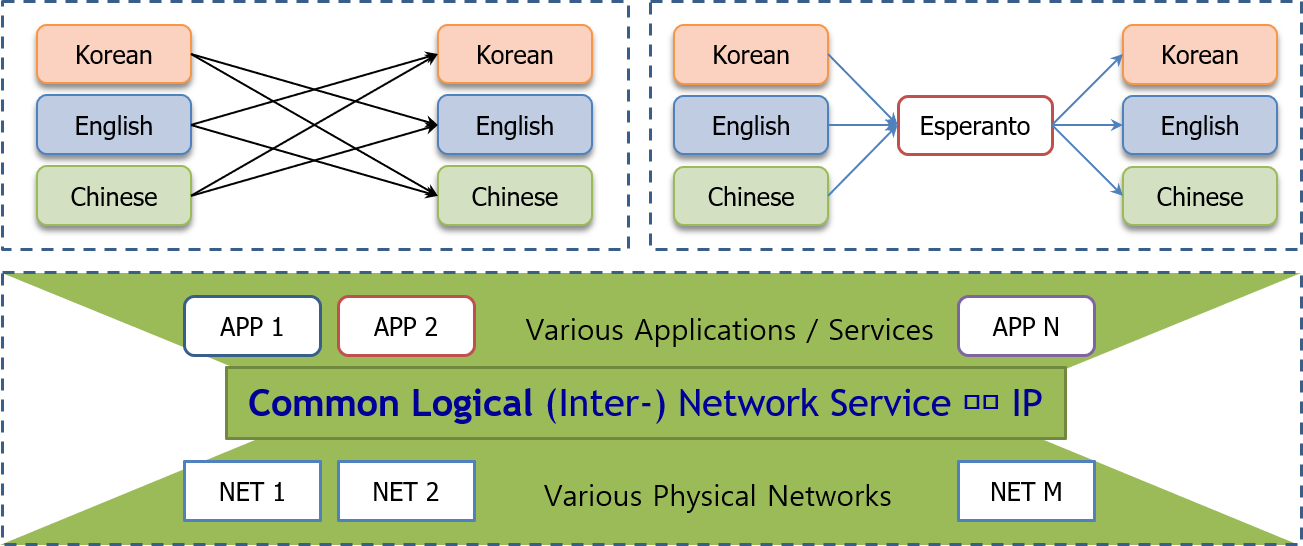 Korean
Korean
English
English
Chinese
Chinese
Korean
Korean
English
Esperanto
English
Chinese
Chinese
APP 1
APP 2
Various Applications / Services
APP N
Common Logical (Inter-) Network Service □□ IP
NET 1
NET 2
Various Physical Networks
NET M